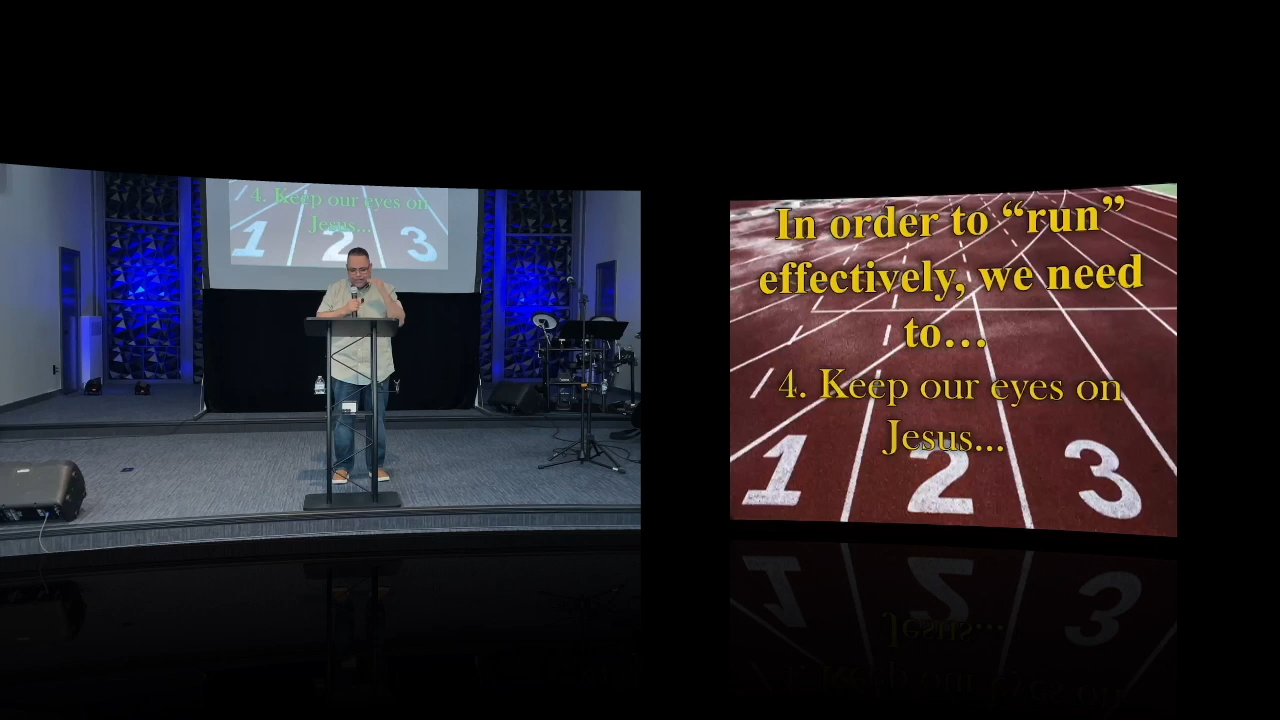 4. Keep our eyes on
Jesus...
1 2 3
In order to “run”
effectively, we need
to…
4. Keep our eyes on
Jesus...
1 2 3